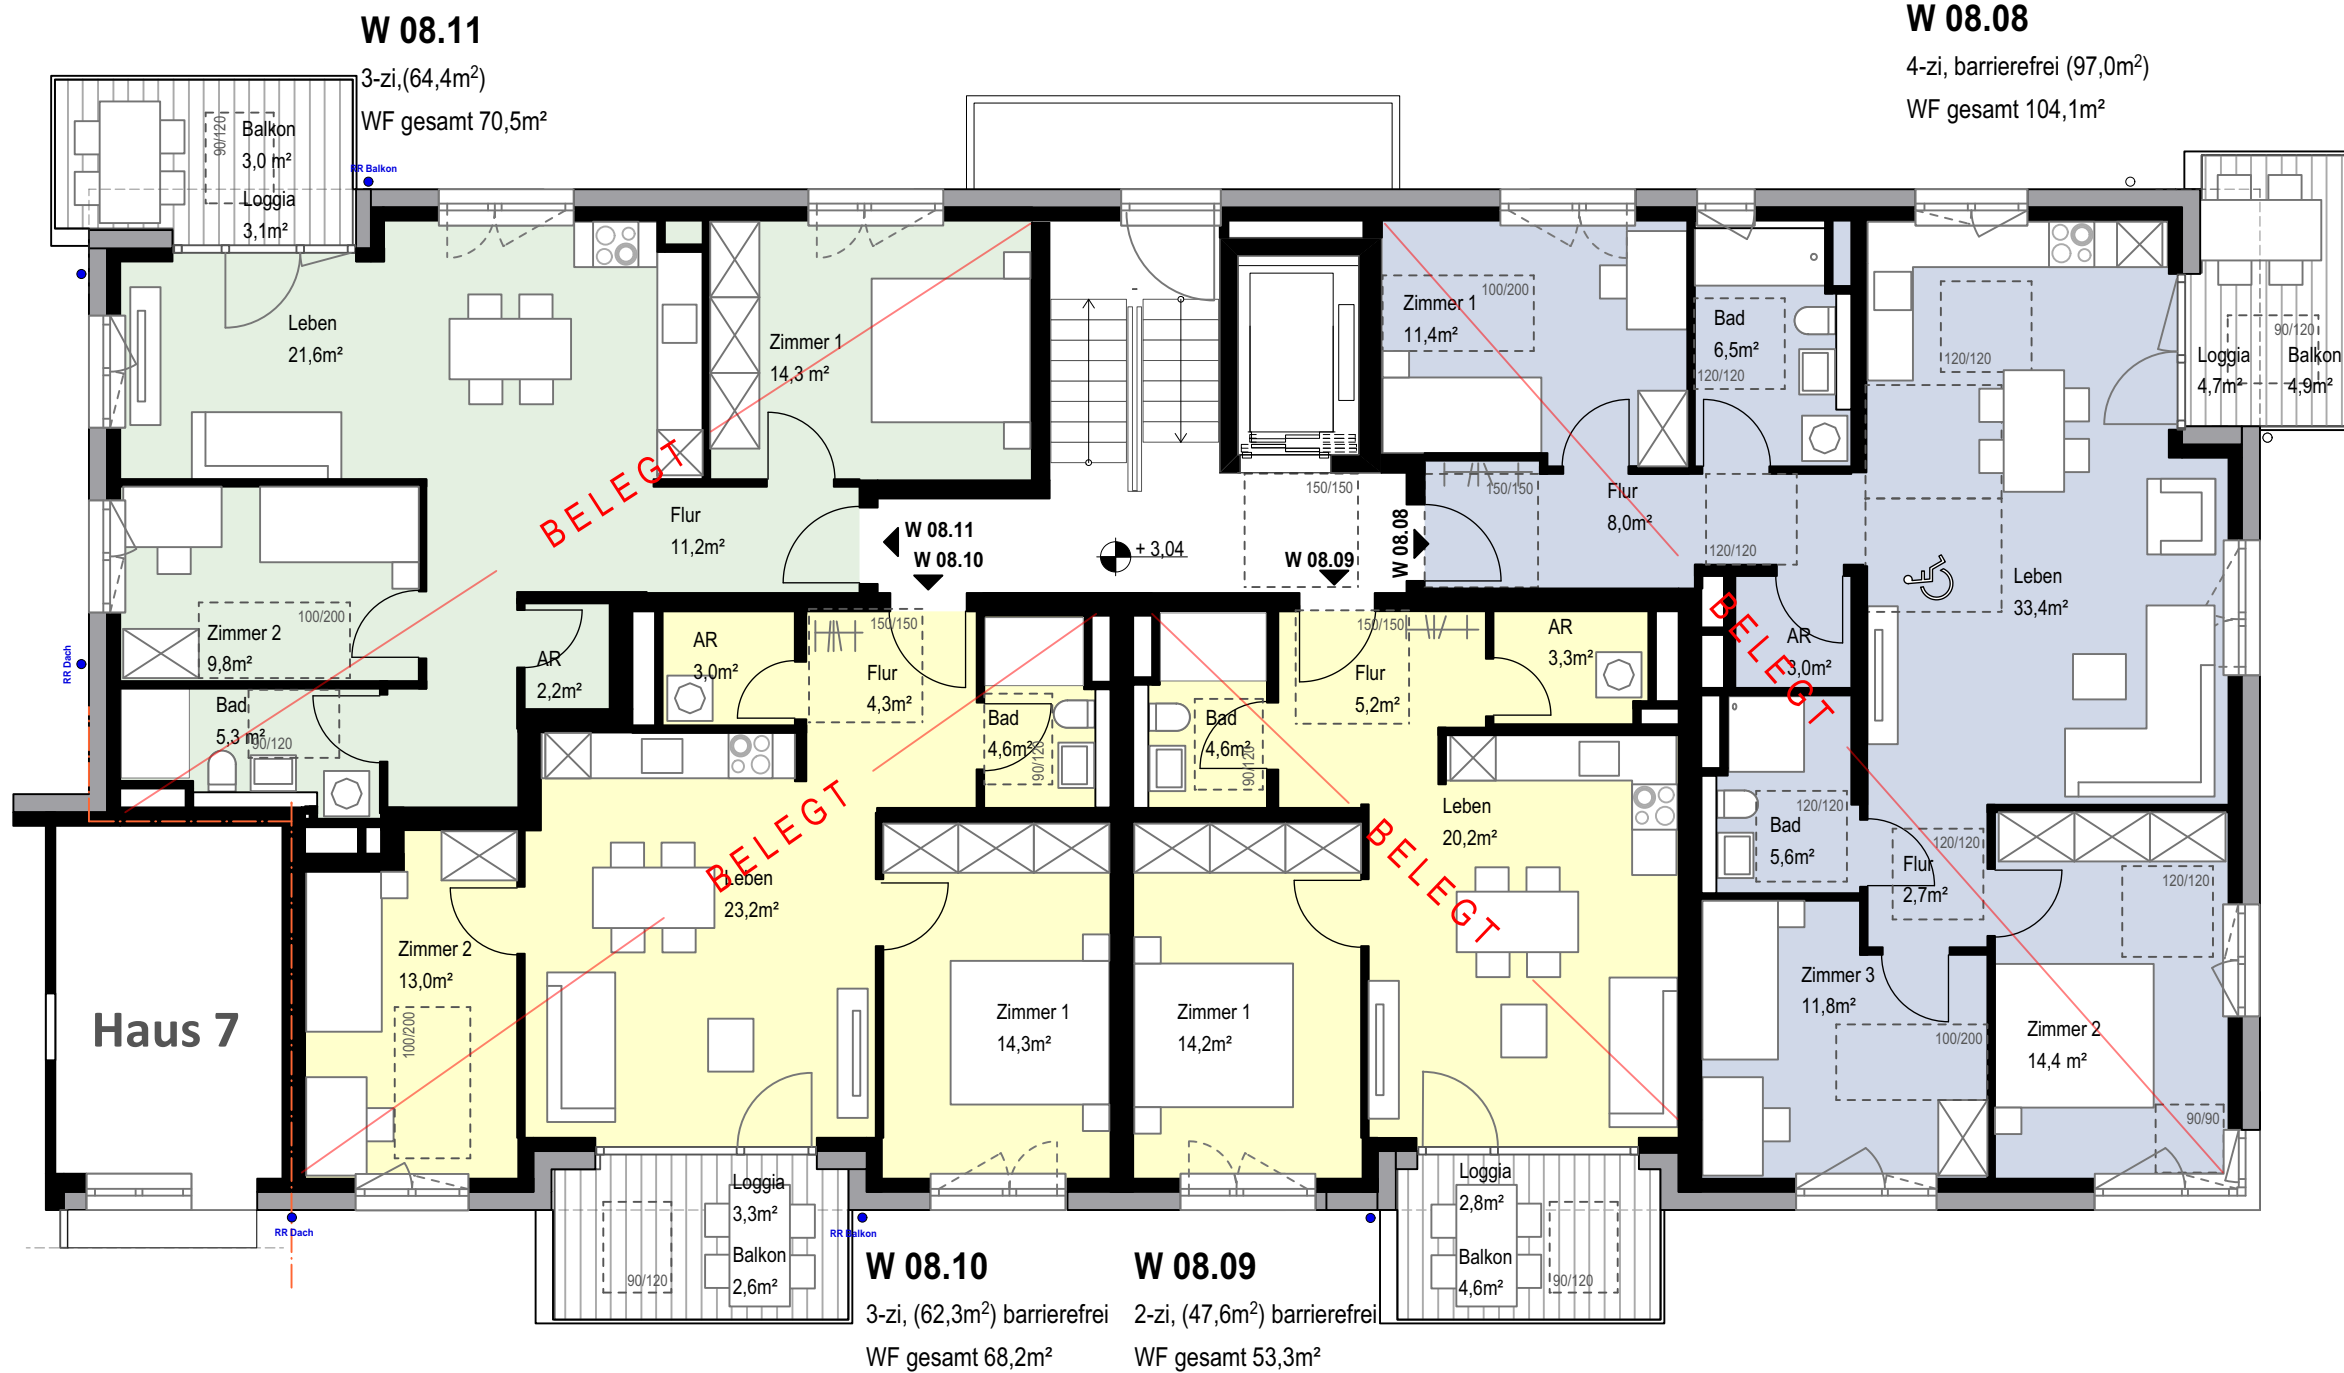 W 08.11
3-zi,(64,4m²)
WF gesamt 70,5m²
W 08.08
4-zi, barrierefrei (97,0m²)
WF gesamt 104,1m²
90/120
Balkon
3,0 m²
Loggia
3,1m²
RR Balkon
Leben
21,6m²
Zimmer 1
14,3 m²
BELEGT
Flur
11,2m²
Zimmer 2
9,8m²
100/200
RR Dach
AR
2,2m²
Bad
5,3 m²
90/120
Zimmer 1
11,4m²
100/200
Bad
6,5m²
120/120
120/120
Loggia
4,7m²
Balkon
4,9m²
90/120
150/150
150/150
Flur
8,0m²
120/120
W 08.11
W 08.10
+ 3,04
W 08.09
W 08.08
Leben
33,4m²
BELEGT
AR
3,0m²
AR
3,0m²
150/150
Flur
4,3m²
Bad
4,6m²
90/120
Bad
4,6m²
90/120
150/150
Flur
5,2m²
AR
3,3m²
Leben
20,2m²
BELEGT
BELEGT
Leben
23,2m²
Zimmer 2
13,0m²
100/200
Zimmer 1
14,3m²
Zimmer 1
14,2m²
120/120
Bad
5,6m²
120/120
Flur
2,7m²
120/120
Zimmer 3
11,8m²
100/200
Zimmer 2
14,4 m²
90/90
Haus 7
RR Dach
Loggia
3,3m²
Balkon
2,6m²
90/120
RR Balkon
Loggia
2,8m²
Balkon
4,6m²
90/120
W 08.10
3-zi, (62,3m²) barrierefrei
WF gesamt 68,2m²
W 08.09
2-zi, (47,6m²) barrierefrei
WF gesamt 53,3m²